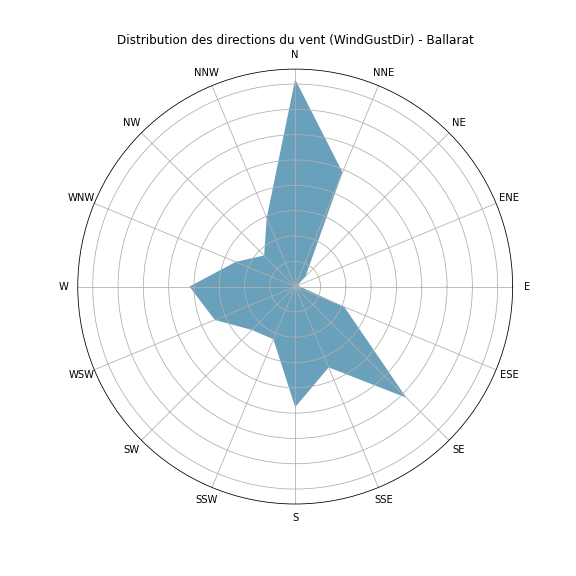 Distribution des directions du vent (WindGustDir) - Ballarat
N
NNW
NNE
NW
NE
WNW
ENE
W
E
WSW
ESE
SW
SE
SSW
SSE
S